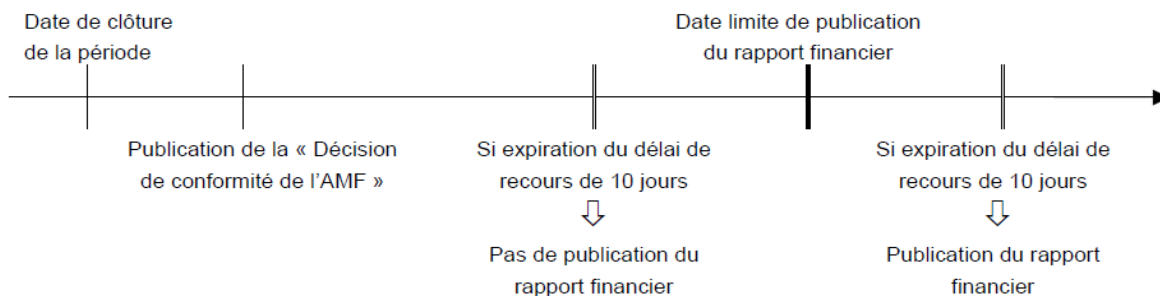 Date de clôture
de la période
Date limite de publication
du rapport financier
Publication de la « Décision
de conformité de l'AMF »
Si expiration du délai de
recours de 10 jours
Pas de publication du
rapport financier
Si expiration du délai de
recours de 10 jours
Publication du rapport
financier